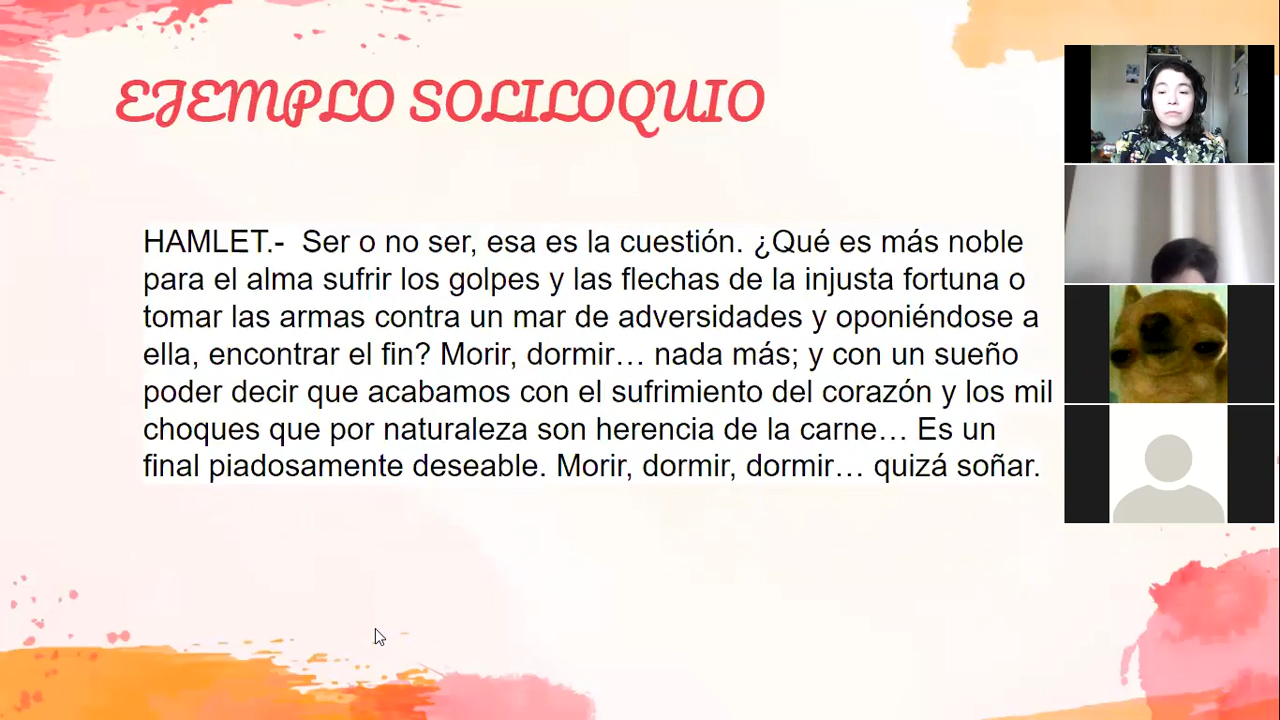 EJEMPLO SOLILOQUIO
HAMLET.- Ser o no ser, esa es la cuestión. ¿Qué es más noble
para el alma sufrir los golpes y las flechas de la injusta fortuna o
tomar las armas contra un mar de adversidades y oponiéndose a
ella, encontrar el fin? Morir, dormir… nada más; y con un sueño
poder decir que acabamos con el sufrimiento del corazón y los mil
choques que por naturaleza son herencia de la carne… Es un
final piadosamente deseable. Morir, dormir, dormir… quizá soñar.